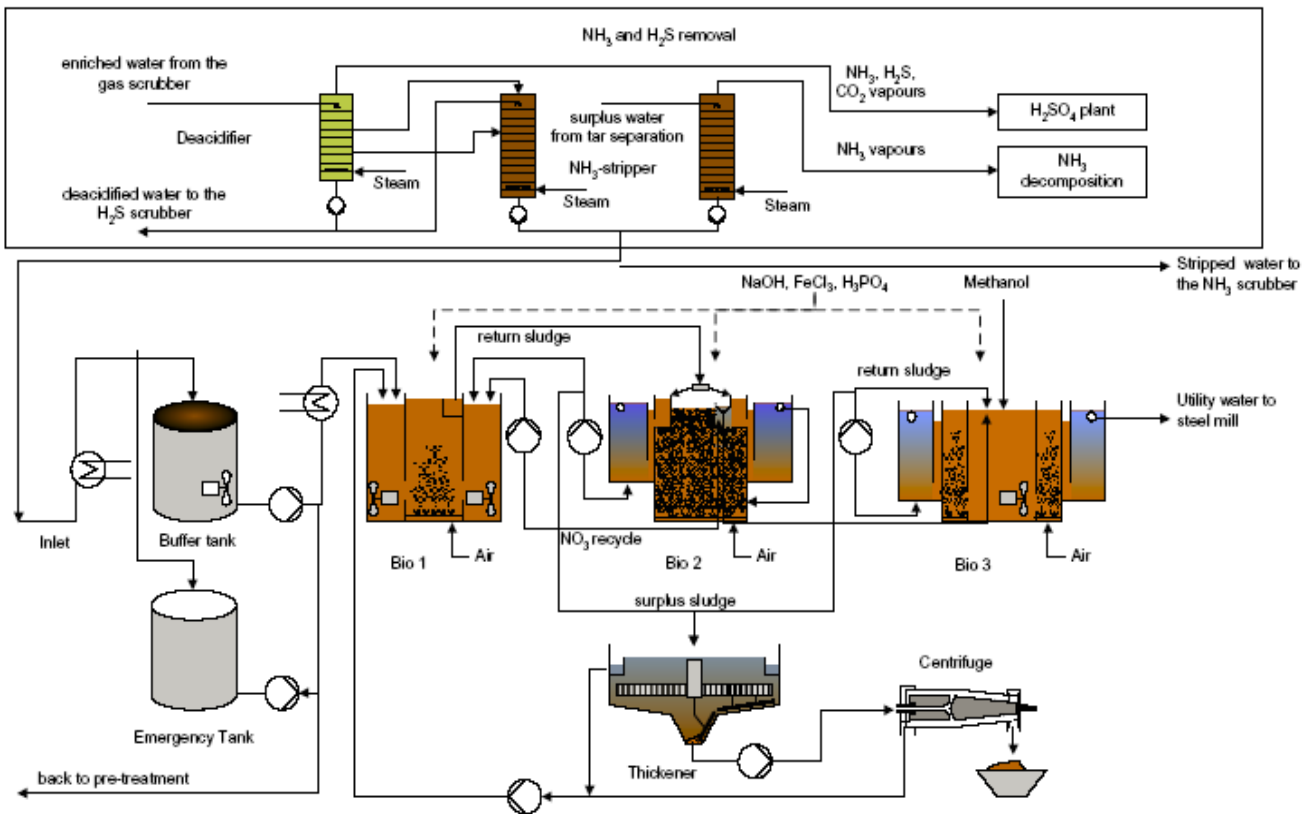 NH₃ and H₂S removal
enriched water from the
gas scrubber
NH₃, H₂S,
CO₂ vapours
H₂SO₄ plant
Deacidifier
surplus water
from tar separation
NH₃ vapours
NH₃
decomposition
Steam
NH₃-stripper
deacidified water to the
H₂S scrubber
Steam
Steam
Stripped water to
the NH₃ scrubber
NaOH, FeCl₃, H₃PO₄
Methanol
return sludge
return sludge
Utility water to
steel mill
Inlet
Buffer tank
Bio 1
Air
NO₃ recycle
Bio 2
Air
Bio 3
Air
surplus sludge
Centrifuge
Emergency Tank
Thickener
back to pre-treatment